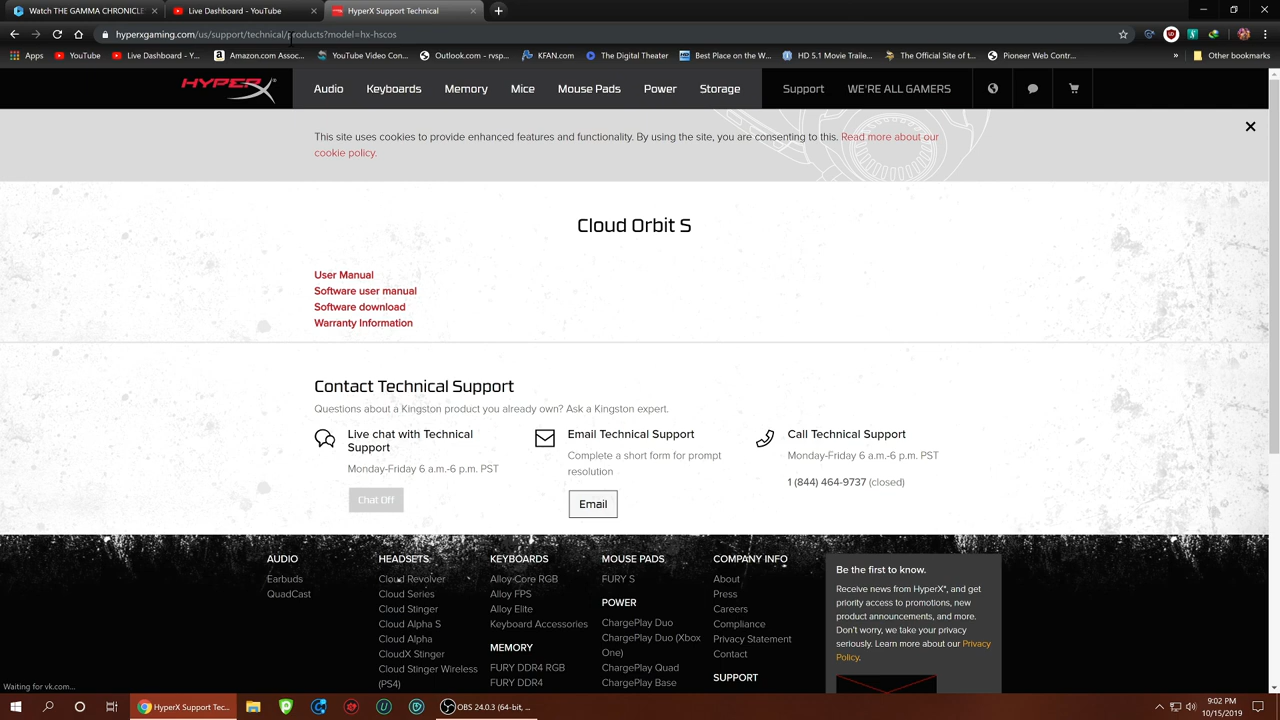 Watch THE GAMMA CHRONICLE
Live Dashboard - YouTube
HyperX Gaming Technical
hyperxgaming.com/us/support/technical/products?model=hx-hscos
Apps
YouTube
Live Dashboard - Y...
Amazon.com Assoc...
YouTube Video Con...
Outlook.com - rvsp...
KFAN.com
The Digital Theater
Best Place on the W...
HD 5.1 Movie Traile...
The Official Site of t...
Pioneer Web Contr...
»
Other bookmarks
HYPERX
Audio
Keyboards
Memory
Mice
Mouse Pads
Power
Storage
Support
WE'RE ALL GAMERS
This site uses cookies to provide enhanced features and functionality. By using the site, you are consenting to this. Read more about our
cookie policy.
Cloud Orbit S
User Manual
Software user manual
Software download
Warranty Information
Contact Technical Support
Questions about a Kingston product you already own? Ask a Kingston expert.
Live chat with Technical
Support
Monday-Friday 6 a.m.-6 p.m. PST
Chat Off
Email Technical Support
Complete a short form for prompt
resolution
Email
Call Technical Support
Monday-Friday 6 a.m.-6 p.m. PST
1 (844) 464-9737 (closed)
AUDIO
Earbuds
QuadCast
HEADSETS
Cloud Revolver
Cloud Series
Cloud Stinger
Cloud Alpha S
Cloud Alpha
CloudX Stinger
Cloud Stinger Wireless
(PS4)
KEYBOARDS
Alloy Core RGB
Alloy FPS
Alloy Elite
Keyboard Accessories
MEMORY
FURY DDR4 RGB
FURY DDR4
MOUSE PADS
FURY S
POWER
ChargePlay Duo
ChargePlay Duo (Xbox
One)
ChargePlay Quad
ChargePlay Base
COMPANY INFO
About
Press
Careers
Compliance
Privacy Statement
Contact
SUPPORT
Be the first to know.
Receive news from HyperX®, and get
priority access to promotions, new
product announcements, and more.
Don't worry, we take your privacy
seriously. Learn more about our Privacy
Policy.
Waiting for vk.com...
HyperX Support Tec...
OBS 24.0.3 (64-bit, ...
9:02 PM
10/15/2019